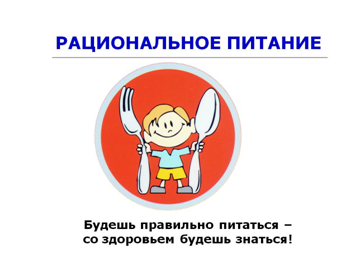 РАЦИОНАЛЬНОЕ ПИТАНИЕ
Будешь правильно питаться –
со здоровьем будешь знаться!